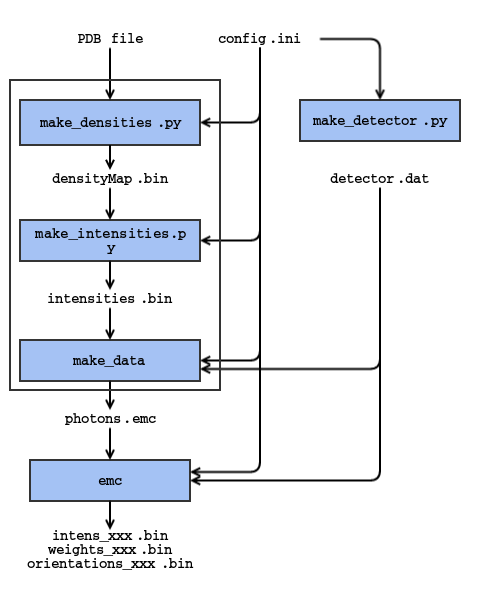 PDB file
config.ini
make_densities.py
make_detector.py
densityMap.bin
detector.dat
make_intensities.p
y
intensities.bin
make_data
photons.emc
emc
intens_xxx.bin
weights_xxx.bin
orientations_xxx.bin